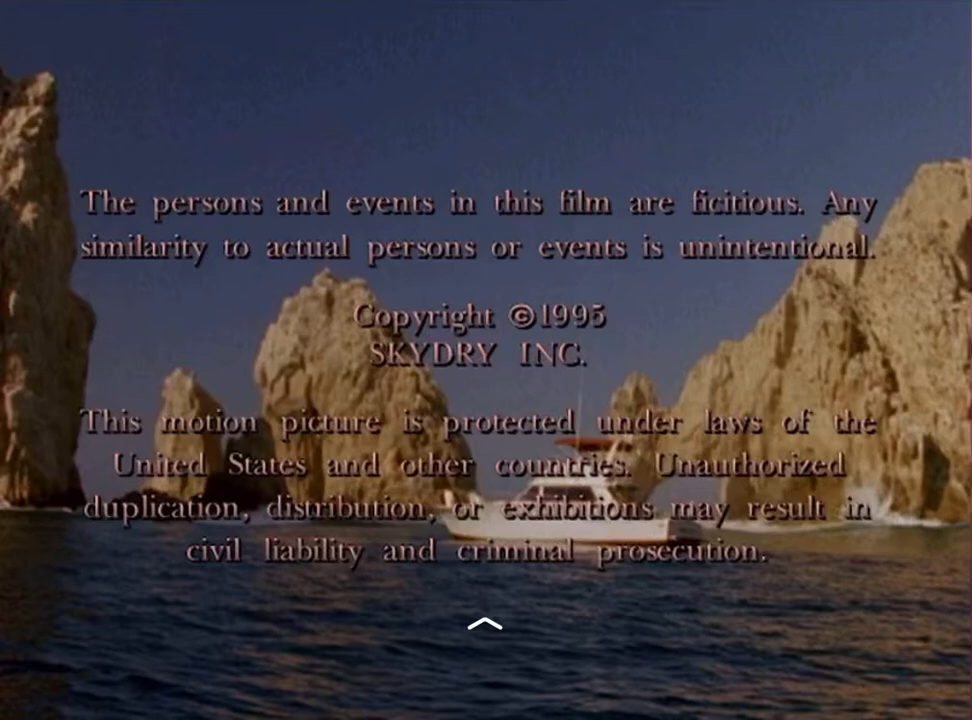 The persons and events in this film are ficitious. Any
similarity to actual persons or events is unintentional.
Copyright ©1995
SKYDRY INC.
This motion picture is protected under laws of the
United States and other countries. Unauthorized
duplication, distribution, or exhibitions may result in
civil liability and criminal prosecution.